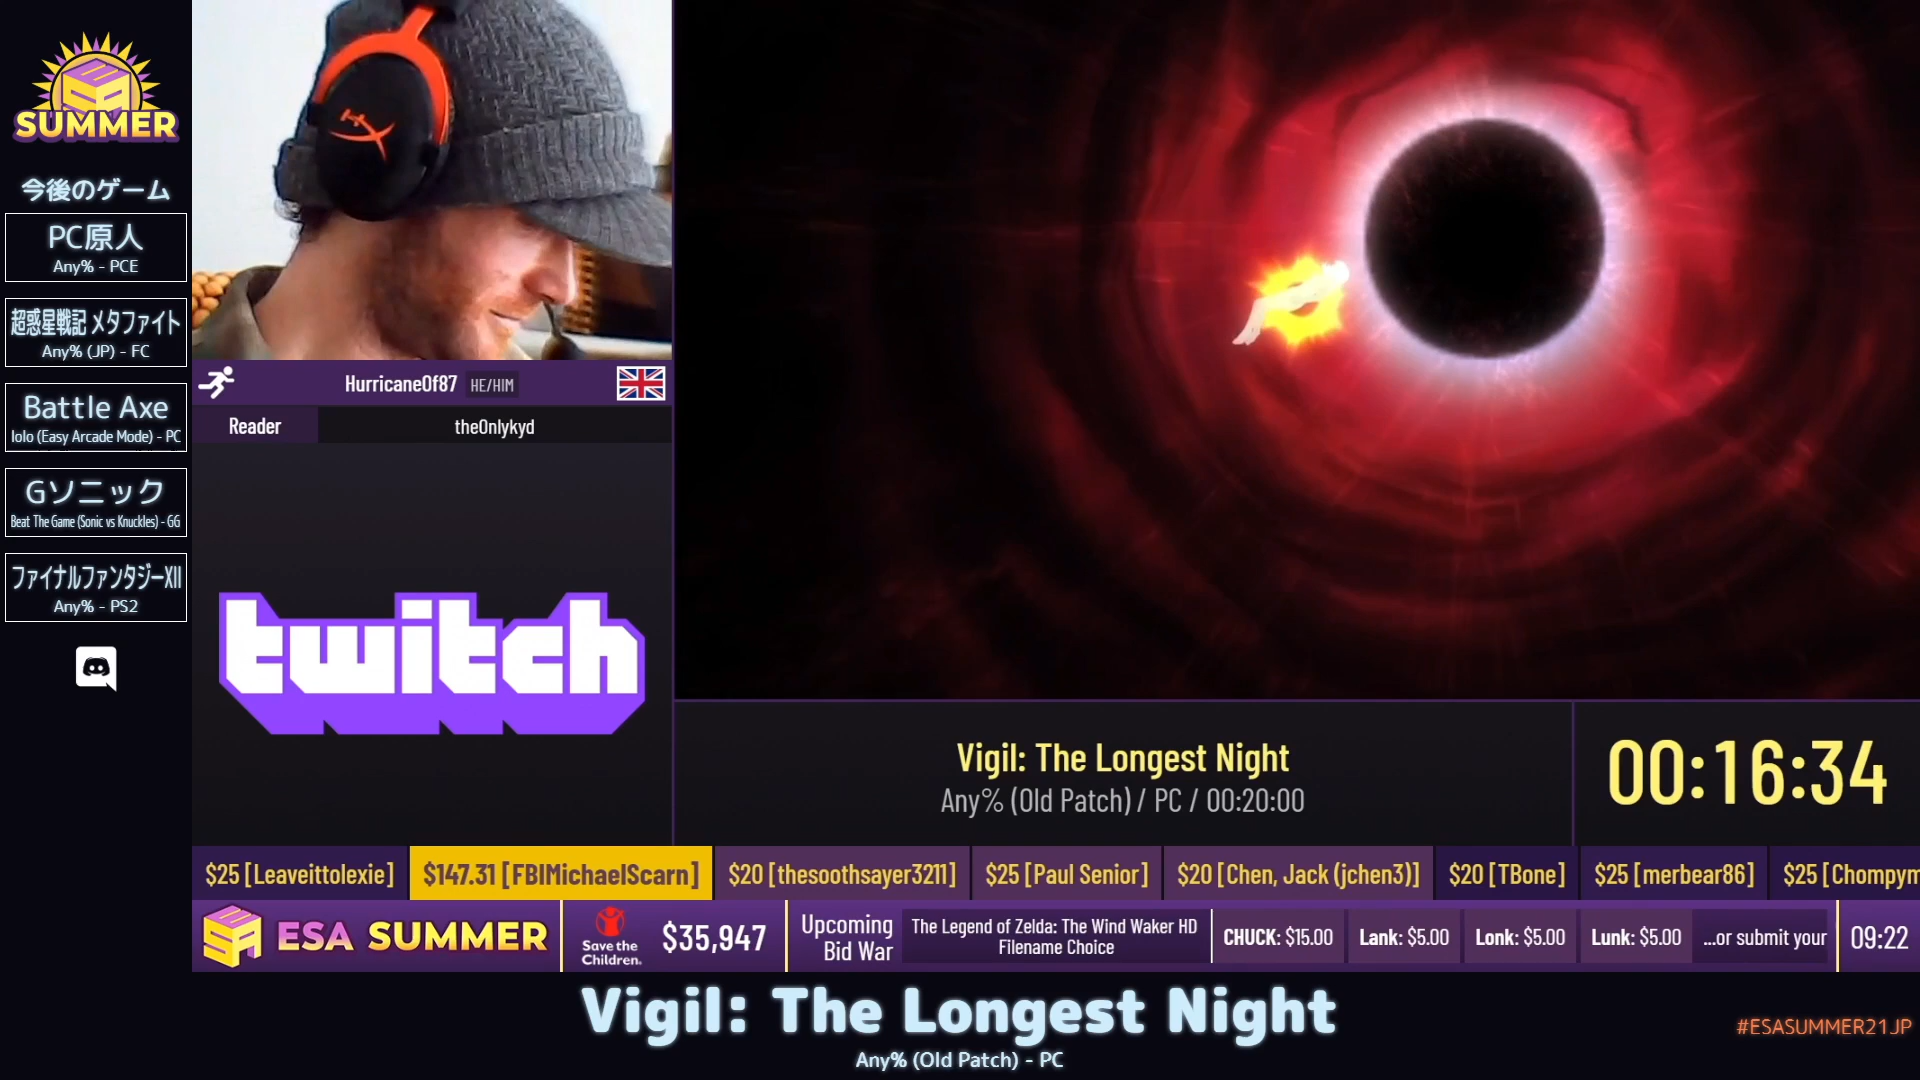 SUMMER
今後のゲーム
PC原人
Any% - PCE
超惑星戦記 メタファイト
Any% (JP) - FC
Battle Axe
lolo (Easy Arcade Mode) - PC
Gソニック
Beat The Game (Sonic vs Knuckles) - GG
ファイナルファンタジーXII
Any% - PS2
HurricaneOf87 HE/HIM
Reader
theOnlykyd
twitch
Vigil: The Longest Night
Any% (Old Patch) / PC / 00:20:00
00:16:34
$25 [Leaveittolexie]
$147.31 [FBIMichaelScarn]
$20 [thesoothsayer3211]
$25 [Paul Senior]
$20 [Chen, Jack (jchen3)]
$20 [TBone]
$25 [merbear86]
$25 [Chompym
ESA SUMMER
Save the
Children.
$35,947
Upcoming
Bid War
The Legend of Zelda: The Wind Waker HD
Filename Choice
CHUCK: $15.00
Lank: $5.00
Lonk: $5.00
Lunk: $5.00
...or submit your
09:22
Vigil: The Longest Night
Any% (Old Patch) - PC
#ESASUMMER21JP